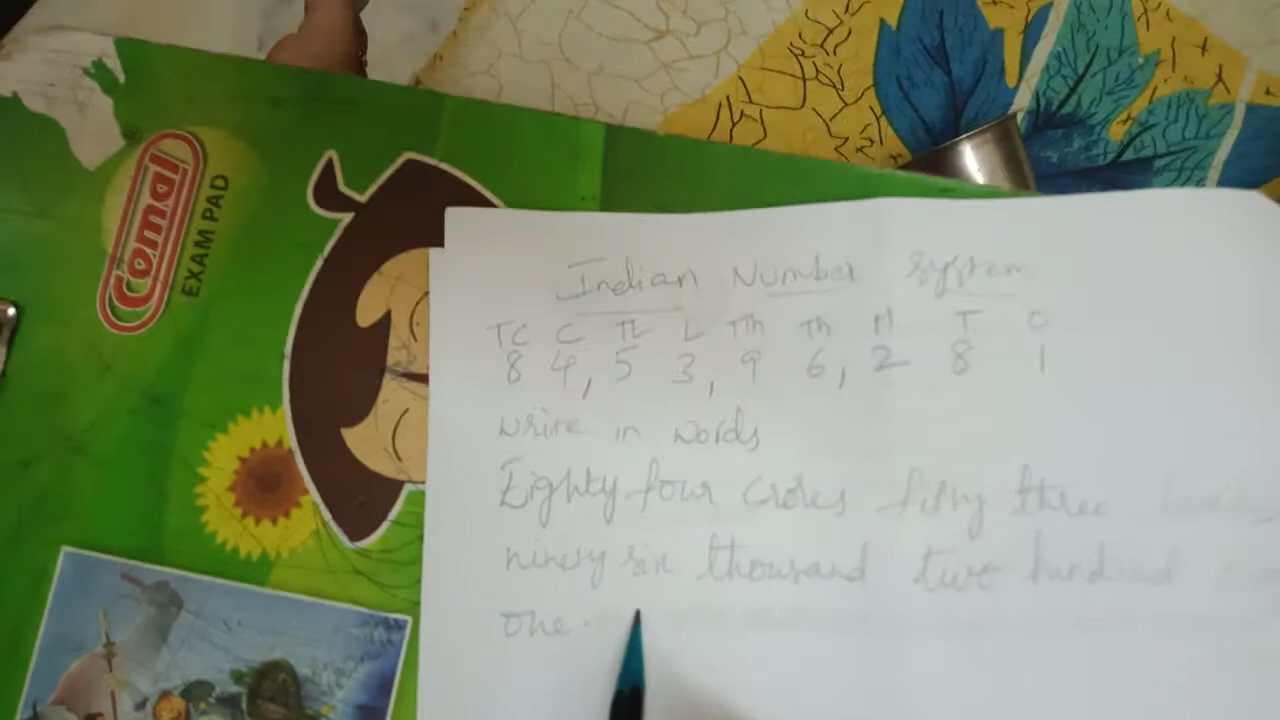 Camel
EXAM PAD
Indian Number System
TC C TL L TTh Th H T O
8 4, 5 3, 9 6, 2 8 1
write in words
Eighty four crores fifty three
ninety six thousand two hundred
one.